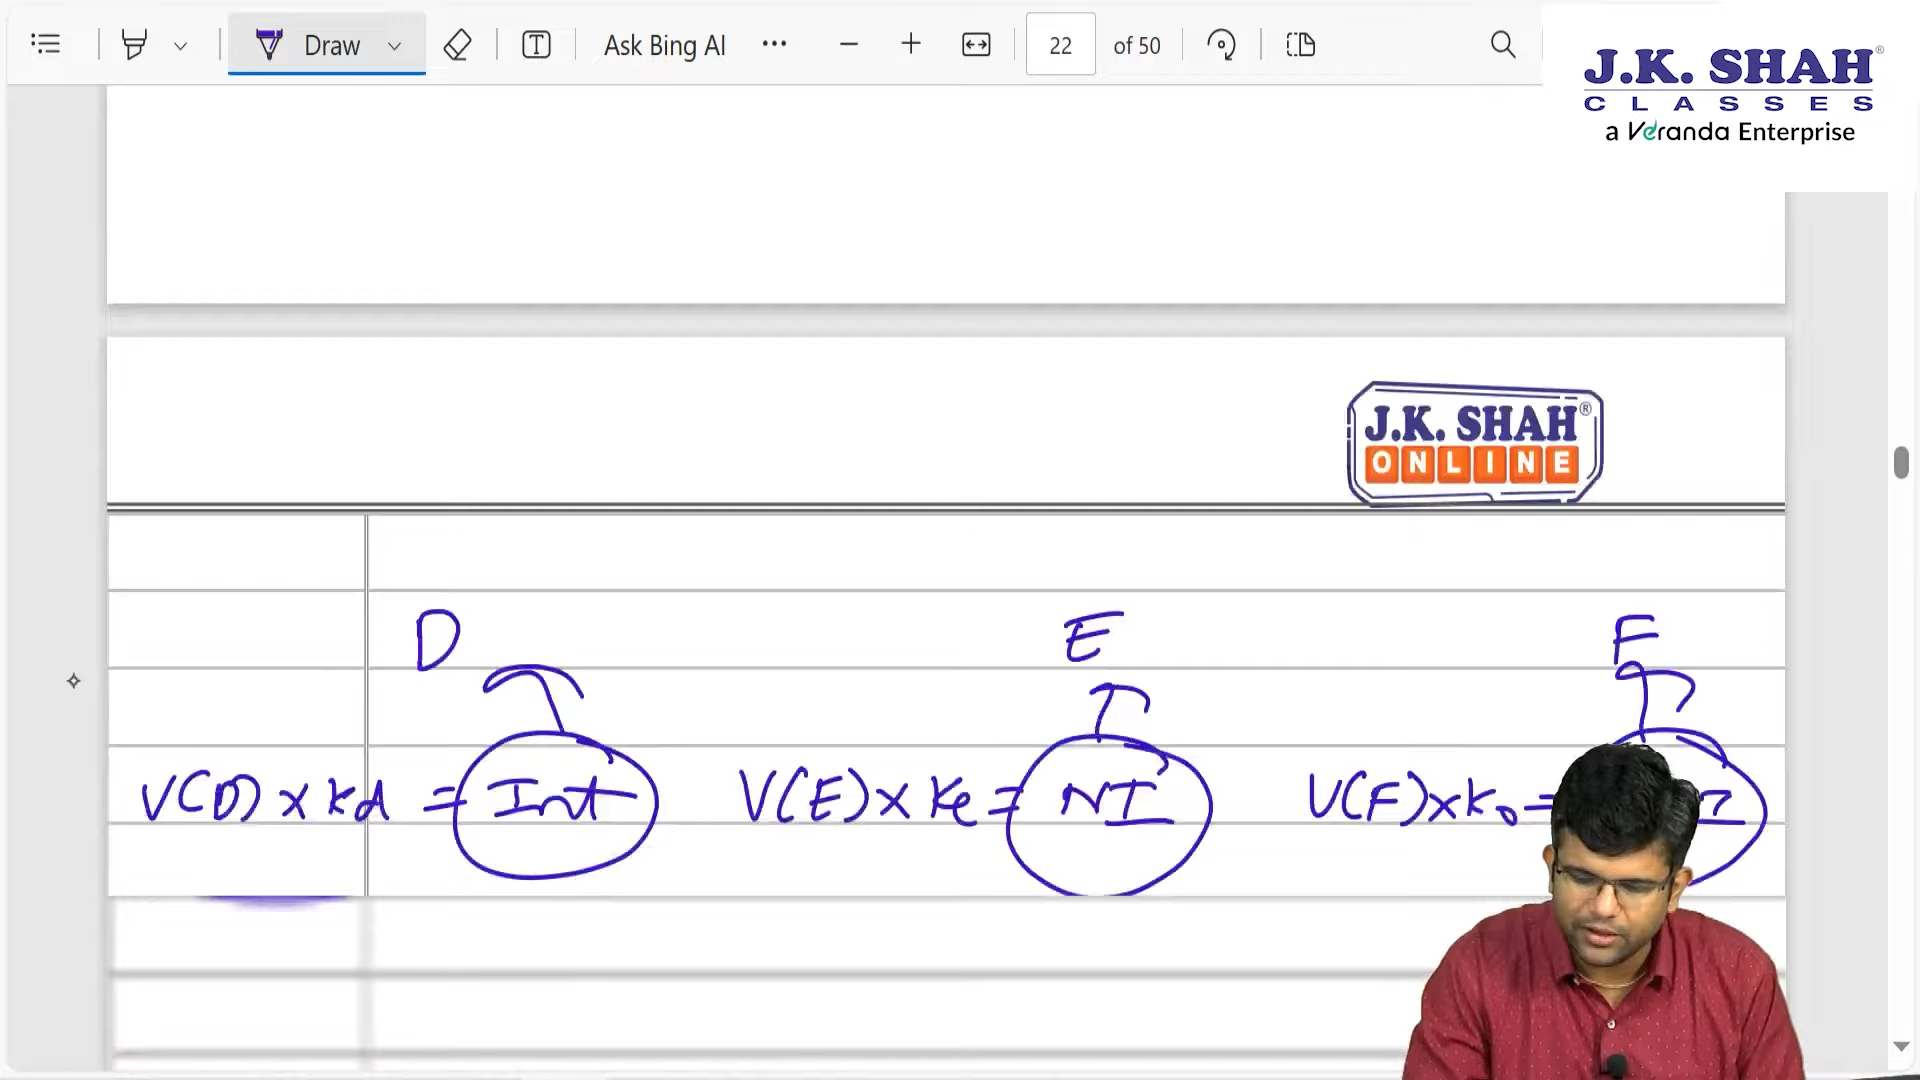 Draw
Ask Bing AI
22 of 50
J.K. SHAH®
CLASSES
a Veranda Enterprise
J.K. SHAH®
ONLINE
D E F
V(D) x kd = Int V(E) x Ke = NI V(F) x Ko =